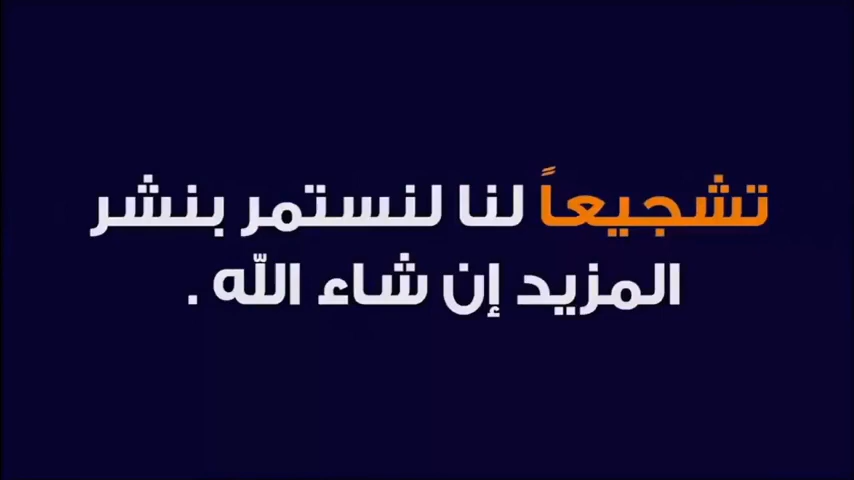 تشجيعاً لنا لنستمر بنشر
المزيد إن شاء اللّه .